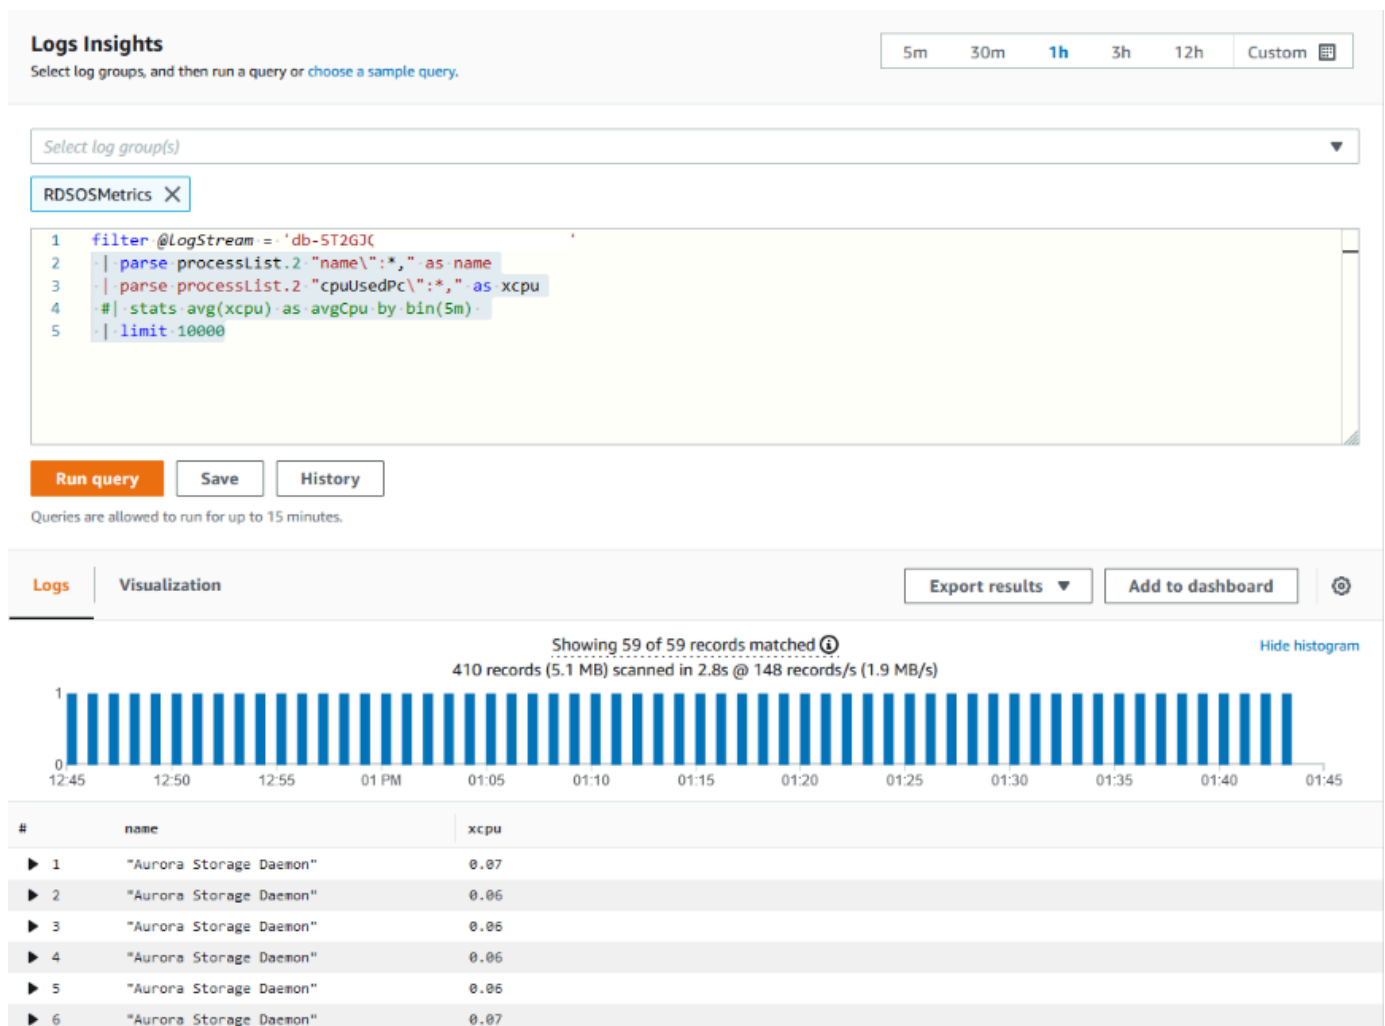 Logs Insights
5m 30m 1h 3h 12h Custom
Select log groups, and then run a query or choose a sample query.
Select log group(s)
RDSOSMetrics
1 filter @LogStream = 'db-5T2GJC '
2 | parse processList.2 "name\":*," as name
3 | parse processList.2 "cpuUsedPc\":*," as xcpu
4 #| stats avg(xcpu) as avgCpu by bin(5m)
5 | limit 10000
Run query Save History
Queries are allowed to run for up to 15 minutes.
Logs Visualization Export results Add to dashboard
Showing 59 of 59 records matched
Hide histogram
410 records (5.1 MB) scanned in 2.8s @ 148 records/s (1.9 MB/s)
1
0
12:45 12:50 12:55 01 PM 01:05 01:10 01:15 01:20 01:25 01:30 01:35 01:40 01:45
# name xcpu
1 "Aurora Storage Daemon" 0.07
2 "Aurora Storage Daemon" 0.06
3 "Aurora Storage Daemon" 0.06
4 "Aurora Storage Daemon" 0.06
5 "Aurora Storage Daemon" 0.06
6 "Aurora Storage Daemon" 0.07